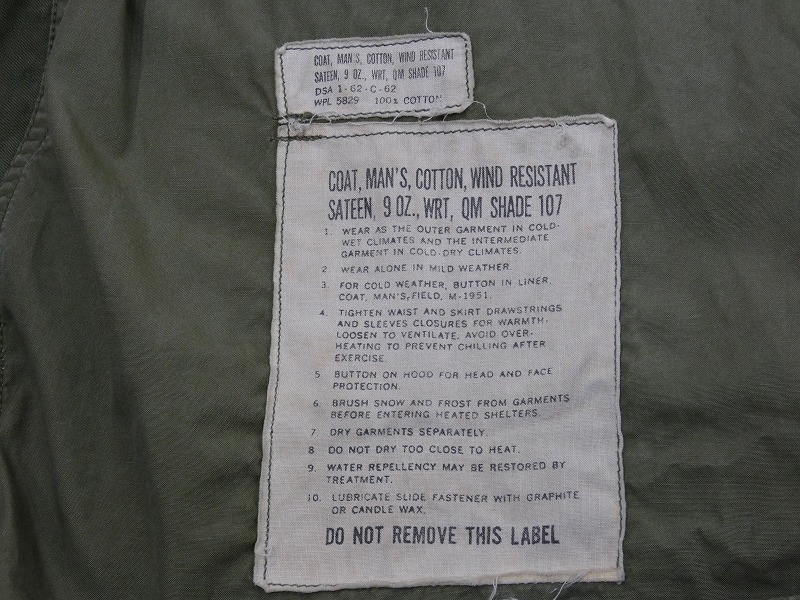 COAT, MAN'S, COTTON, WIND RESISTANT
SATEEN, 9 OZ., WRT, QM SHADE 107
DSA 1-62-C-62
WPL 5829 100% COTTON
COAT, MAN'S, COTTON, WIND RESISTANT
SATEEN, 9 OZ., WRT, QM SHADE 107
1. WEAR AS THE OUTER GARMENT IN COLD-
WET CLIMATES AND THE INTERMEDIATE
GARMENT IN COLD-DRY CLIMATES.
2. WEAR ALONE IN MILD WEATHER.
3. FOR COLD WEATHER, BUTTON IN LINER,
COAT, MAN'S, FIELD, M-1951.
4. TIGHTEN WAIST AND SKIRT DRAWSTRINGS
AND SLEEVES CLOSURES FOR WARMTH.
LOOSEN TO VENTILATE. AVOID OVER-
HEATING TO PREVENT CHILLING AFTER
EXERCISE.
5. BUTTON ON HOOD FOR HEAD AND FACE
PROTECTION.
6. BRUSH SNOW AND FROST FROM GARMENTS
BEFORE ENTERING HEATED SHELTERS.
7 DRY GARMENTS SEPARATELY.
8 DO NOT DRY TOO CLOSE TO HEAT.
9. WATER REPELLENCY MAY BE RESTORED BY
TREATMENT.
10. LUBRICATE SLIDE FASTENER WITH GRAPHITE
OR CANDLE WAX.
DO NOT REMOVE THIS LABEL